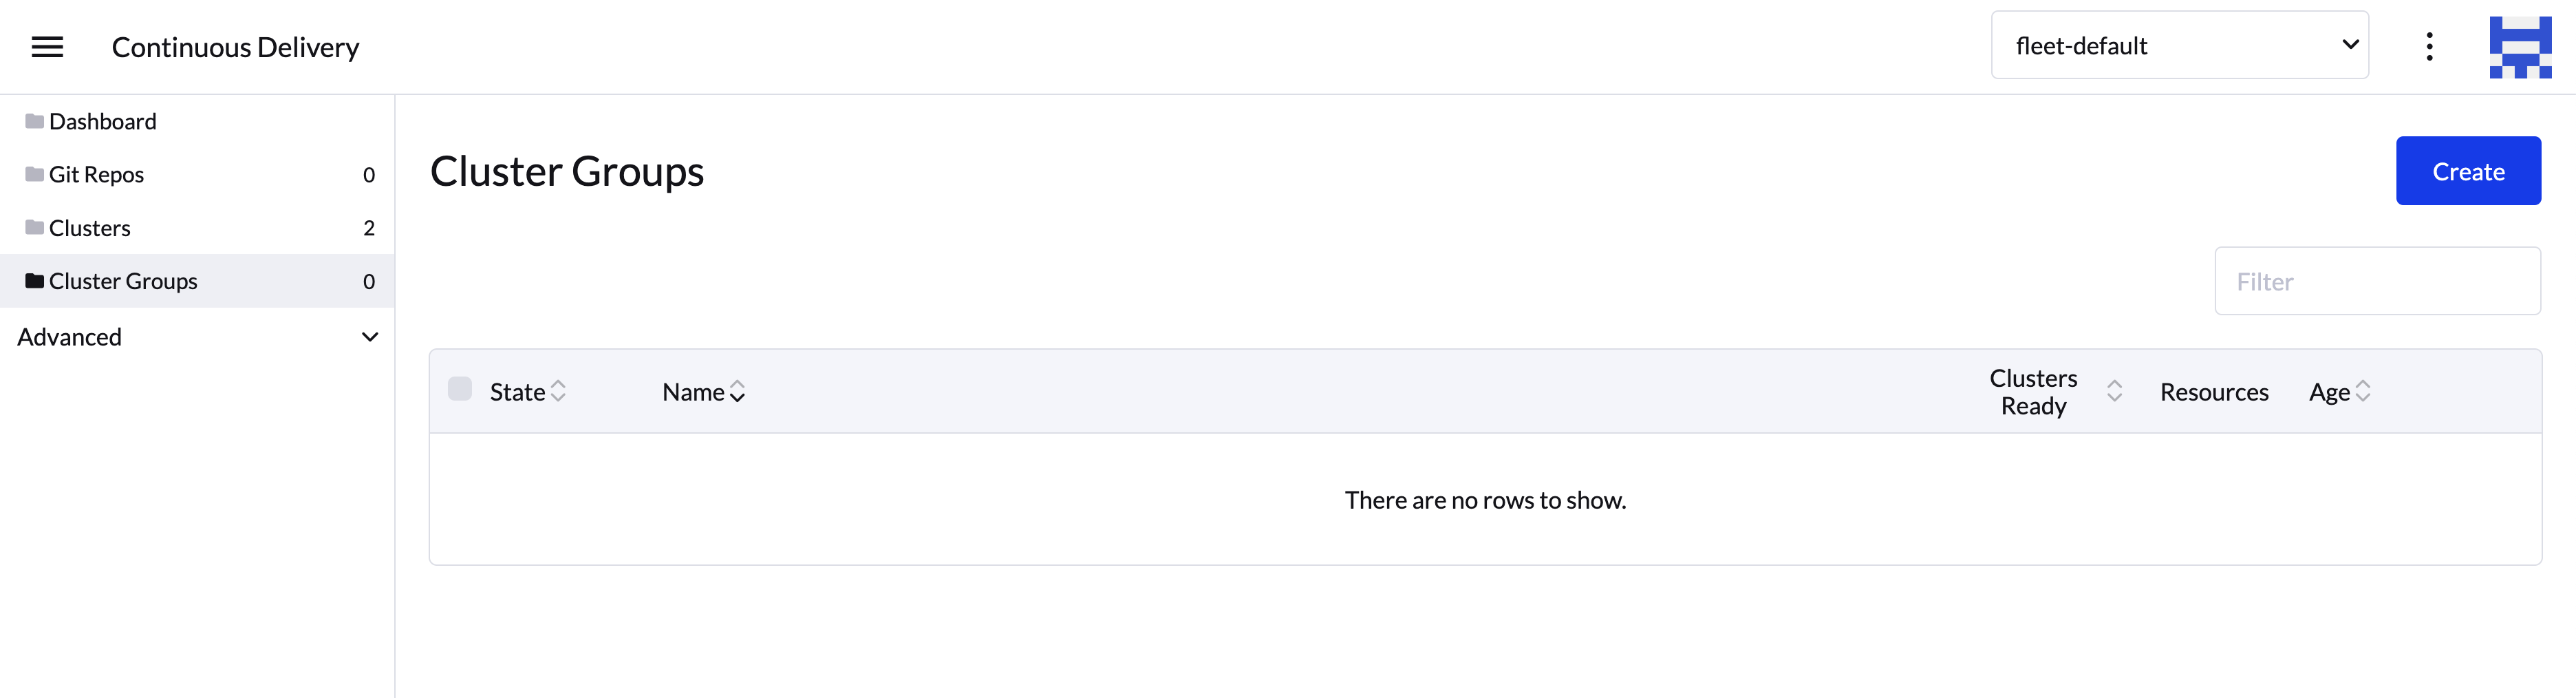 Continuous Delivery
fleet-default
Dashboard
Git Repos 0
Clusters 2
Cluster Groups 0
Advanced
Cluster Groups
Create
Filter
State Name Clusters Ready Resources Age
There are no rows to show.